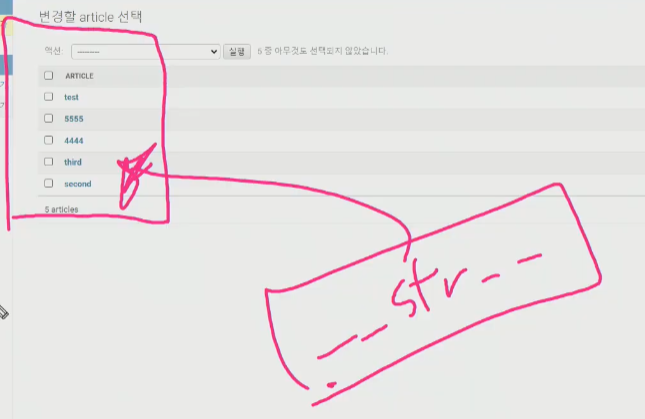 변경할 article 선택
액션: --------- 실행 5 중 아무것도 선택되지 않았습니다.
ARTICLE
test
5555
4444
third
second
5 articles
__str__